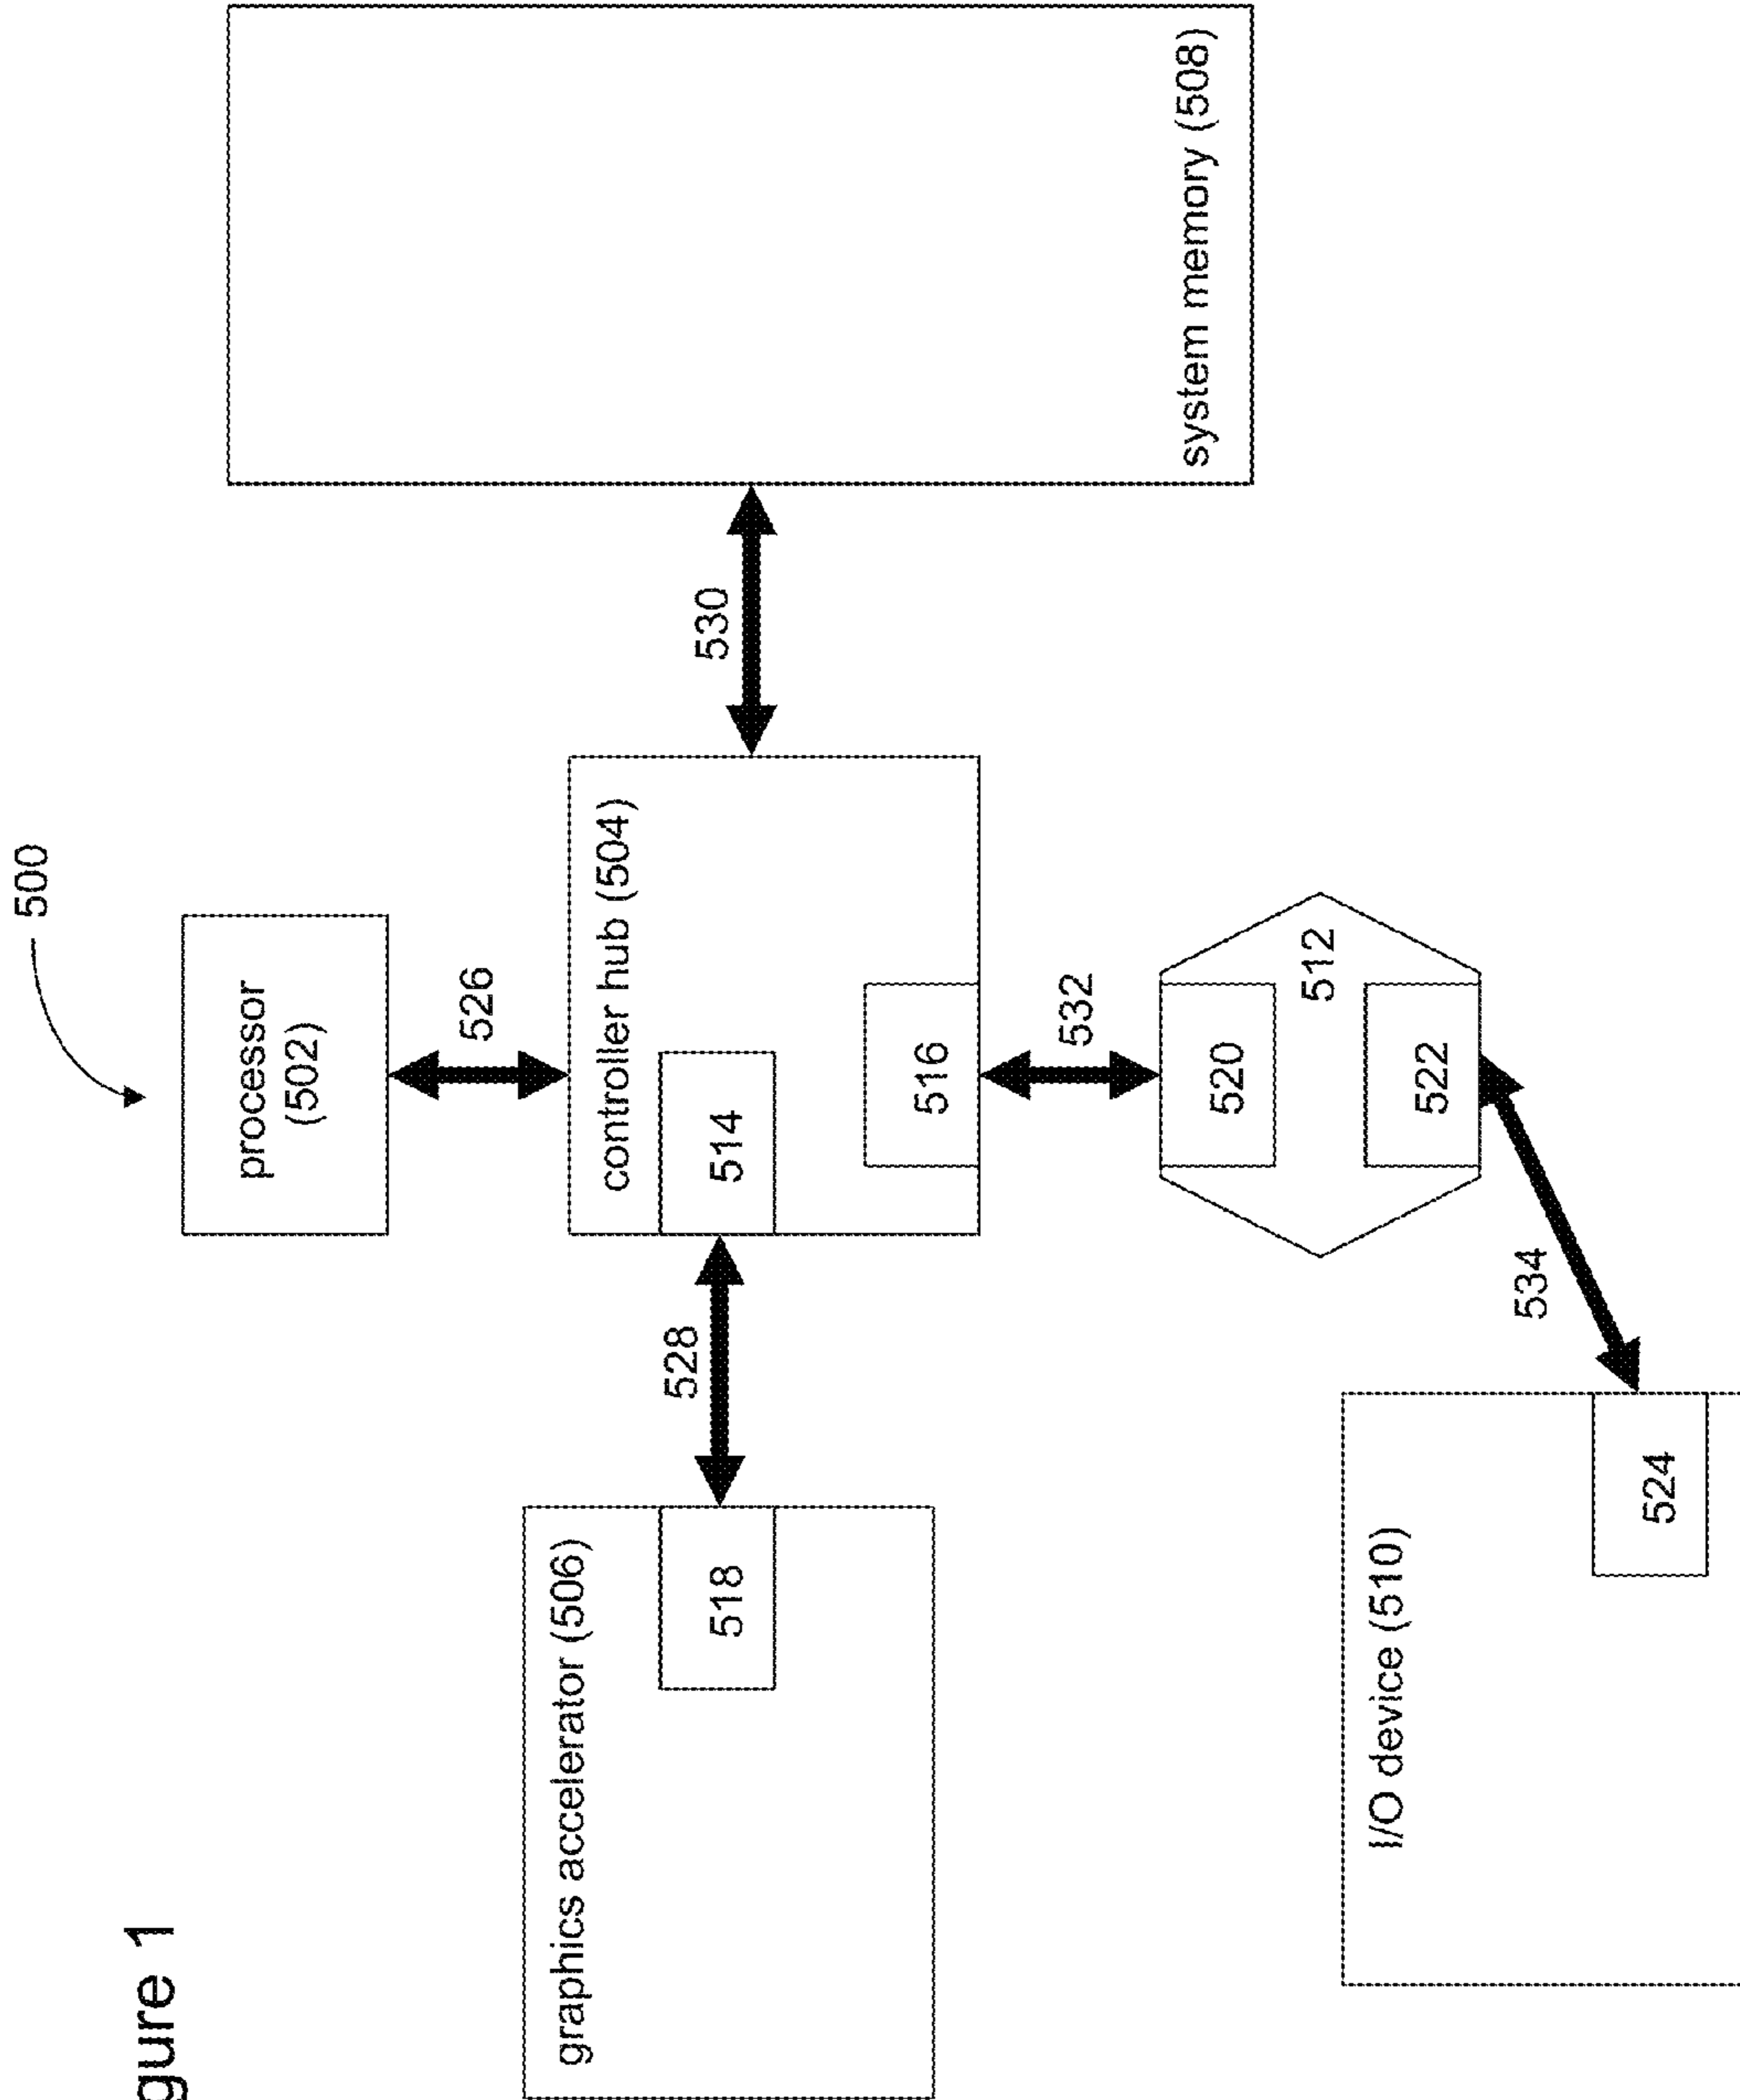 gure 1
500
processor
(502)
526
controller hub (504)
514
516
528
530
graphics accelerator (506)
518
system memory (508)
532
520
512
522
534
I/O device (510)
524